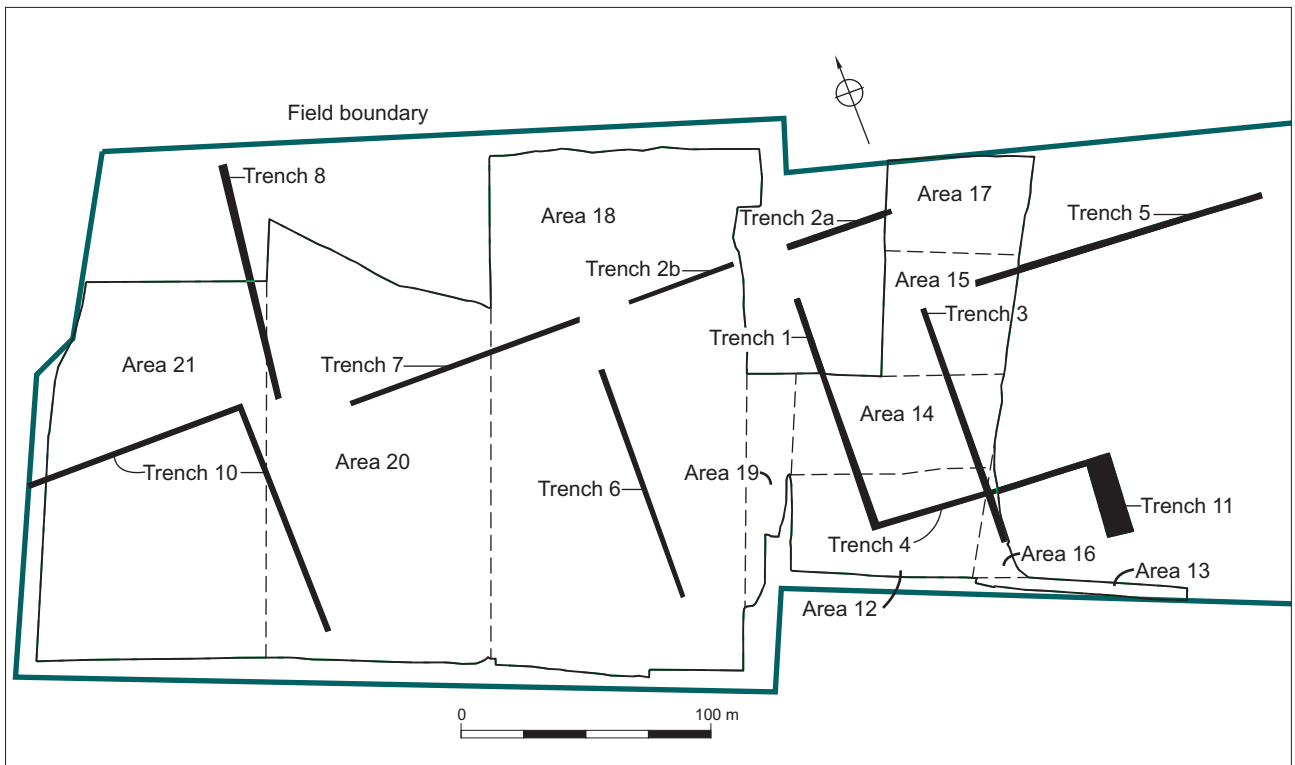 Field boundary
Trench 8
Area 18
Trench 2a
Area 17
Trench 5
Trench 2b
Area 15
Trench 3
Trench 1
Area 21
Trench 7
Area 14
Area 20
Trench 10
Area 19
Trench 6
Trench 11
Trench 4
Area 16
Area 13
Area 12
0
100 m